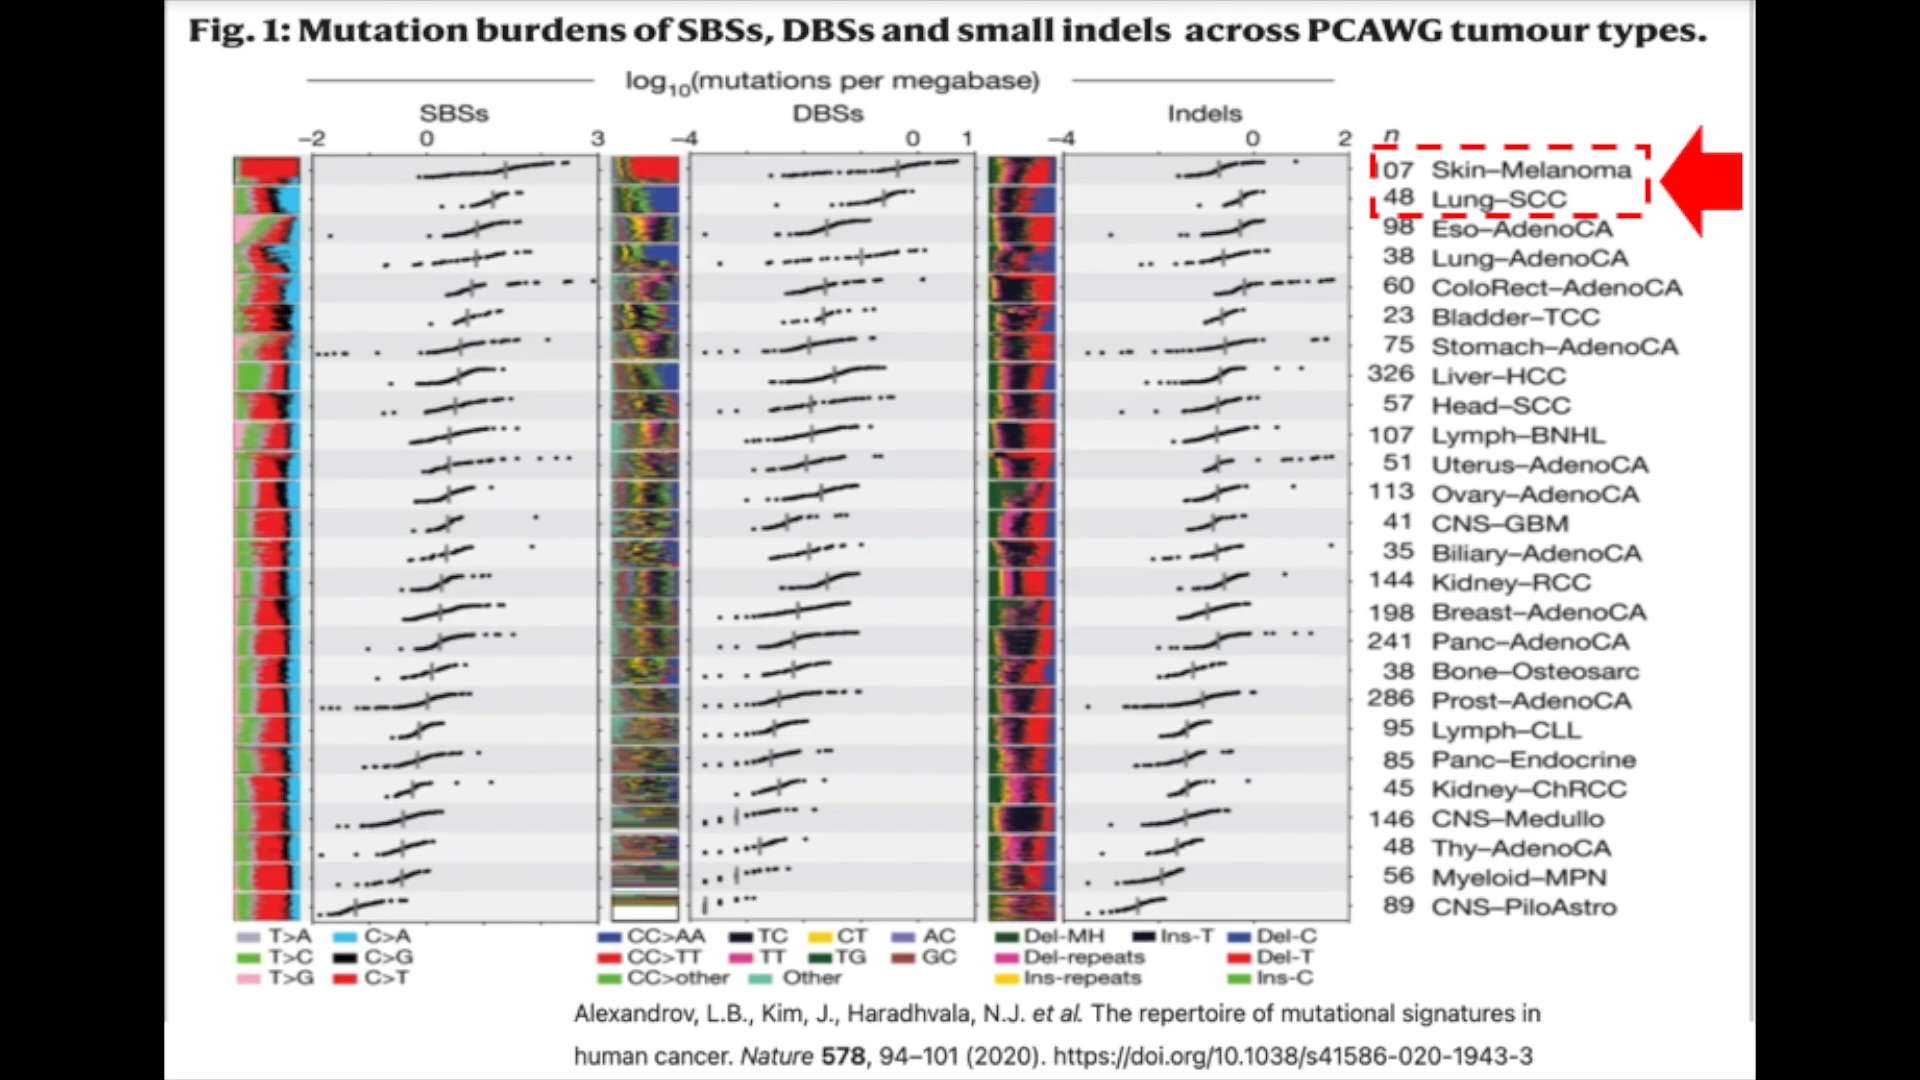 Fig. 1: Mutation burdens of SBSs, DBSs and small indels across PCAWG tumour types.
log10(mutations per megabase)
SBSs DBSs Indels
−2 0 3 −4 0 1 −4 0 2 n
107 Skin–Melanoma
48 Lung–SCC
98 Eso–AdenoCA
38 Lung–AdenoCA
60 ColoRect–AdenoCA
23 Bladder–TCC
75 Stomach–AdenoCA
326 Liver–HCC
57 Head–SCC
107 Lymph–BNHL
51 Uterus–AdenoCA
113 Ovary–AdenoCA
41 CNS–GBM
35 Biliary–AdenoCA
144 Kidney–RCC
198 Breast–AdenoCA
241 Panc–AdenoCA
38 Bone–Osteosarc
286 Prost–AdenoCA
95 Lymph–CLL
85 Panc–Endocrine
45 Kidney–ChRCC
146 CNS–Medullo
48 Thy–AdenoCA
56 Myeloid–MPN
89 CNS–PiloAstro
T>A C>A CC>AA TC CT AC Del-MH Ins-T Del-C
T>C C>G CC>TT TT TG GC Del-repeats Del-T
T>G C>T CC>other Other Ins-repeats Ins-C
Alexandrov, L.B., Kim, J., Haradhvala, N.J. et al. The repertoire of mutational signatures in
human cancer. Nature 578, 94–101 (2020). https://doi.org/10.1038/s41586-020-1943-3